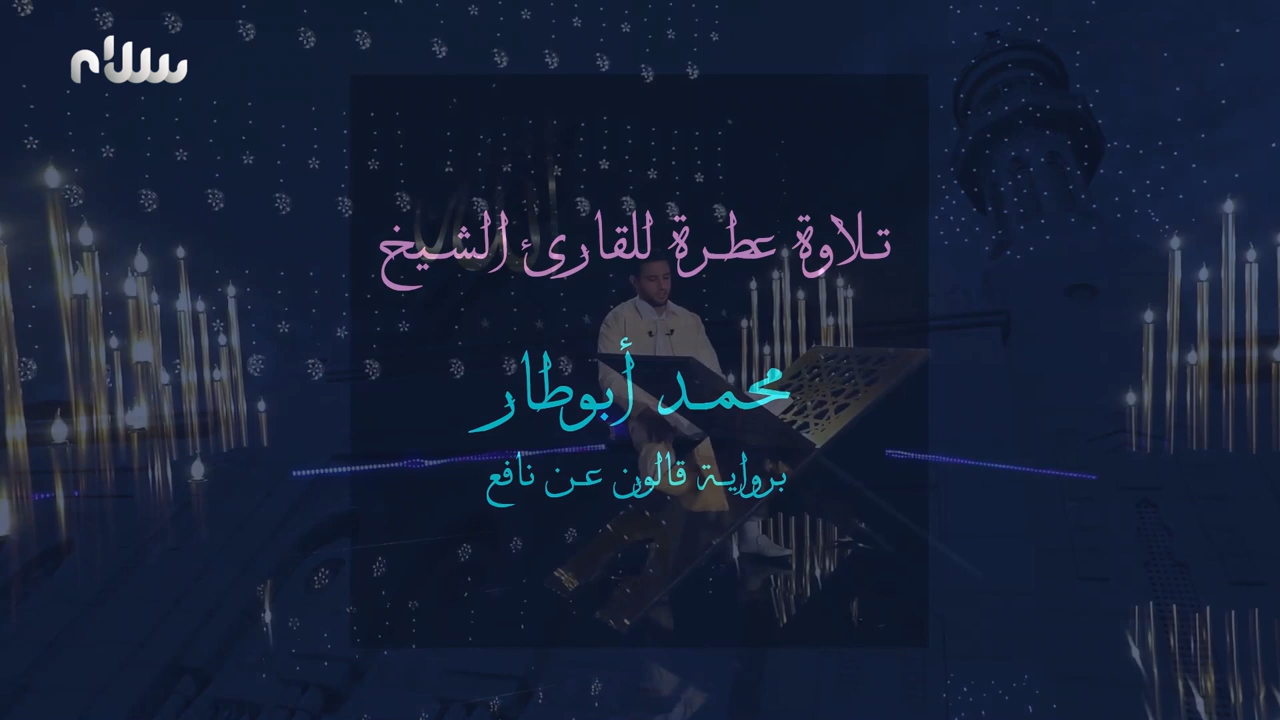 سلام
تلاوة عطرة للقارئ الشيخ
محمد أبوطار
برواية قالون عن نافع